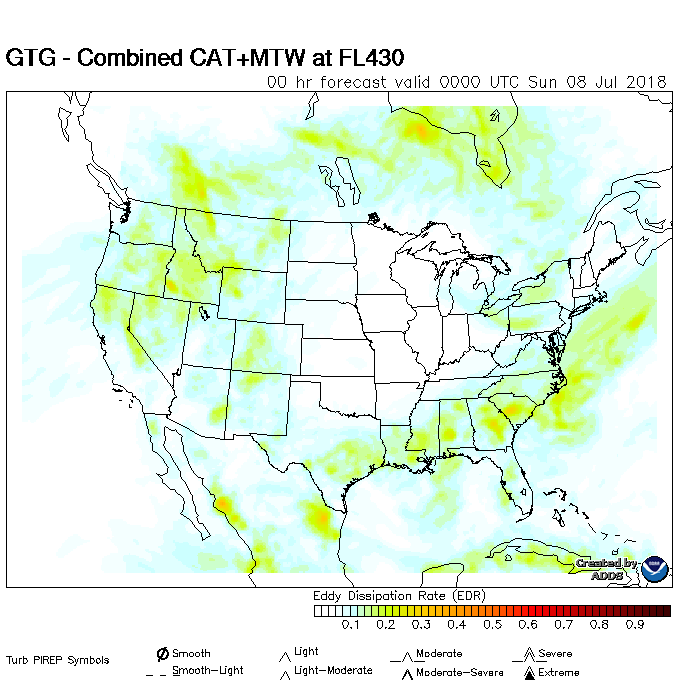 GTG - Combined CAT+MTW at FL430
00 hr forecast valid 0000 UTC Sun 08 Jul 2018
Created by
ADDS
Eddy Dissipation Rate (EDR)
0.1 0.2 0.3 0.4 0.5 0.6 0.7 0.8 0.9
Turb PIREP Symbols
Smooth Light Moderate Severe
Smooth-Light Light-Moderate Moderate-Severe Extreme